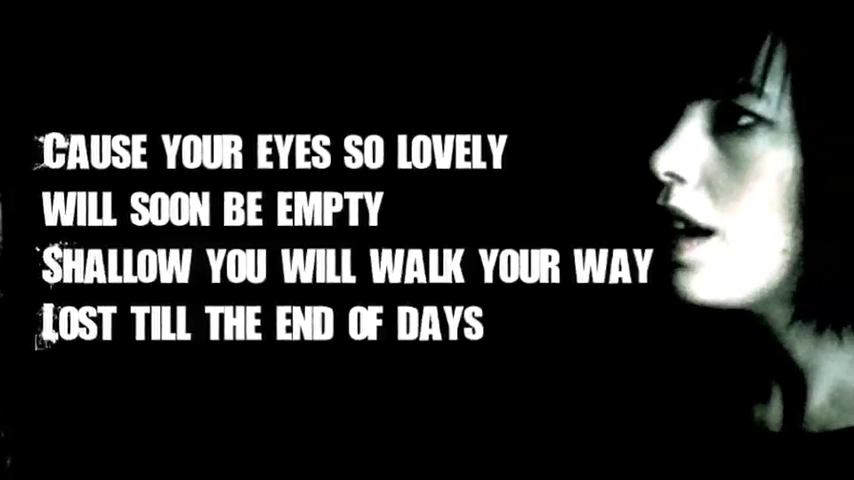 CAUSE YOUR EYES SO LOVELY
WILL SOON BE EMPTY
SHALLOW YOU WILL WALK YOUR WAY
LOST TILL THE END OF DAYS